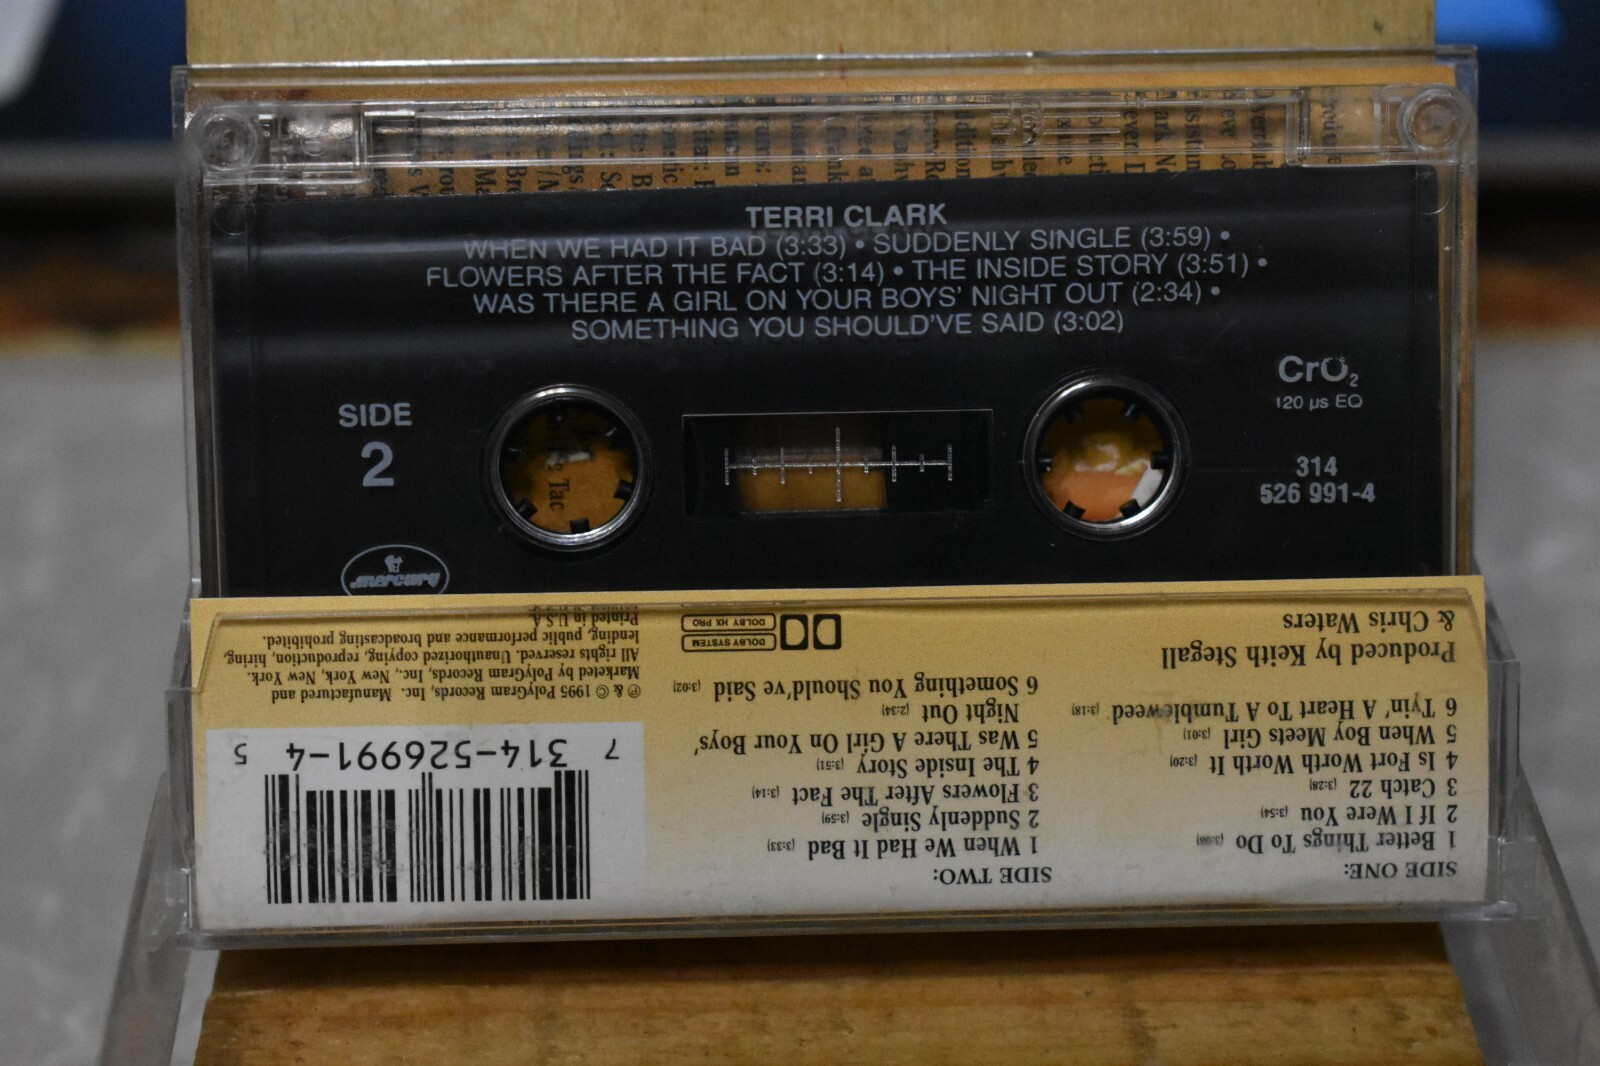 TERRI CLARK
WHEN WE HAD IT BAD (3:33) • SUDDENLY SINGLE (3:59) •
FLOWERS AFTER THE FACT (3:14) • THE INSIDE STORY (3:51) •
WAS THERE A GIRL ON YOUR BOYS' NIGHT OUT (2:34) •
SOMETHING YOU SHOULD'VE SAID (3:02)
SIDE
2
CrO2
120 µs EQ
314
526 991-4
Tac
mercury
SIDE ONE:
1 Better Things To Do
2 If I Were You (3:54)
3 Catch 22 (3:28)
4 Is Fort Worth Worth It (3:20)
5 When Boy Meets Girl (3:01)
6 Tyin' A Heart To A Tumbleweed (3:18)
Produced by Keith Stegall
& Chris Waters
SIDE TWO:
1 When We Had It Bad (3:33)
2 Suddenly Single (3:59)
3 Flowers After The Fact (3:14)
4 The Inside Story (3:51)
5 Was There A Girl On Your Boys'
Night Out (2:34)
6 Something You Should've Said (3:02)
DOLBY SYSTEM
DOLBY HX PRO
7 314-526991-4 5
℗ & © 1995 PolyGram Records, Inc. Manufactured and
Marketed by PolyGram Records, Inc., New York, New York.
All rights reserved. Unauthorized copying, reproduction, hiring,
lending, public performance and broadcasting prohibited.
Printed in U.S.A.